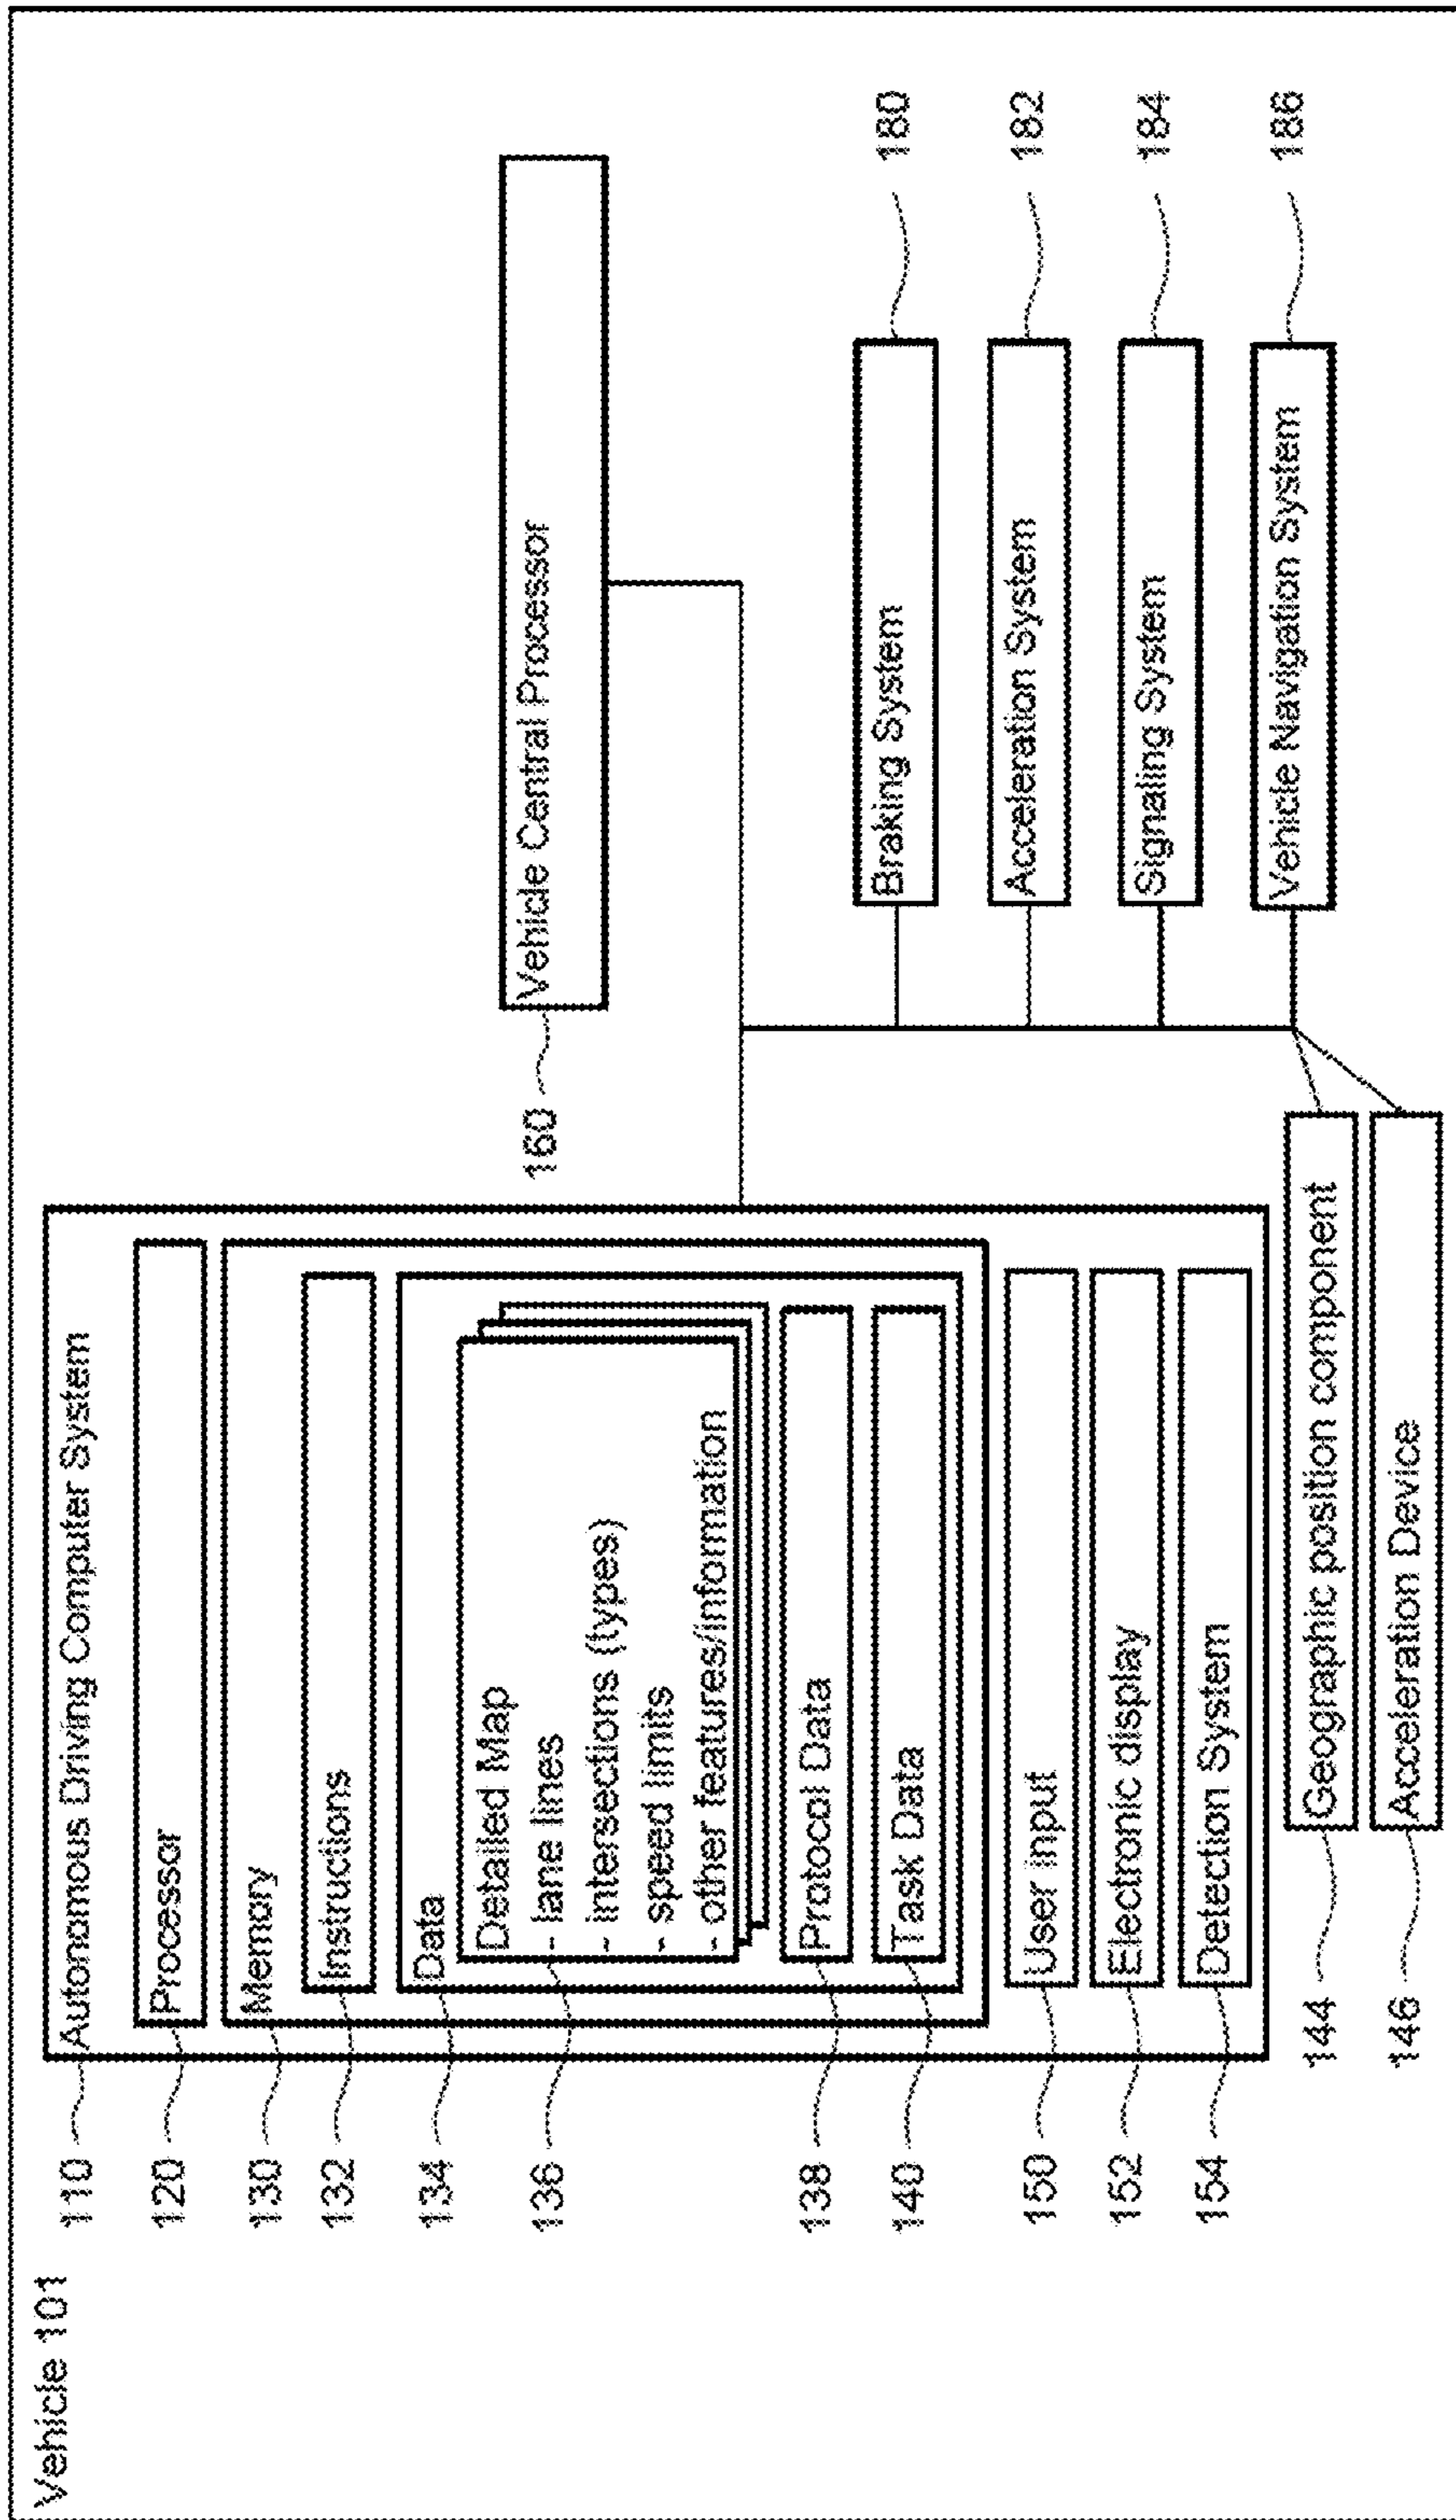 Vehicle 101
110
Autonomous Driving Computer System
120
Processor
130
Memory
132
Instructions
134
Data
136
Detailed Map
- lane lines
- intersections (types)
- speed limits
- other features/information
138
Protocol Data
140
Task Data
150
User input
152
Electronic display
154
Detection System
144
Geographic position component
146
Acceleration Device
160
Vehicle Central Processor
Braking System
180
Acceleration System
182
Signaling System
184
Vehicle Navigation System
186